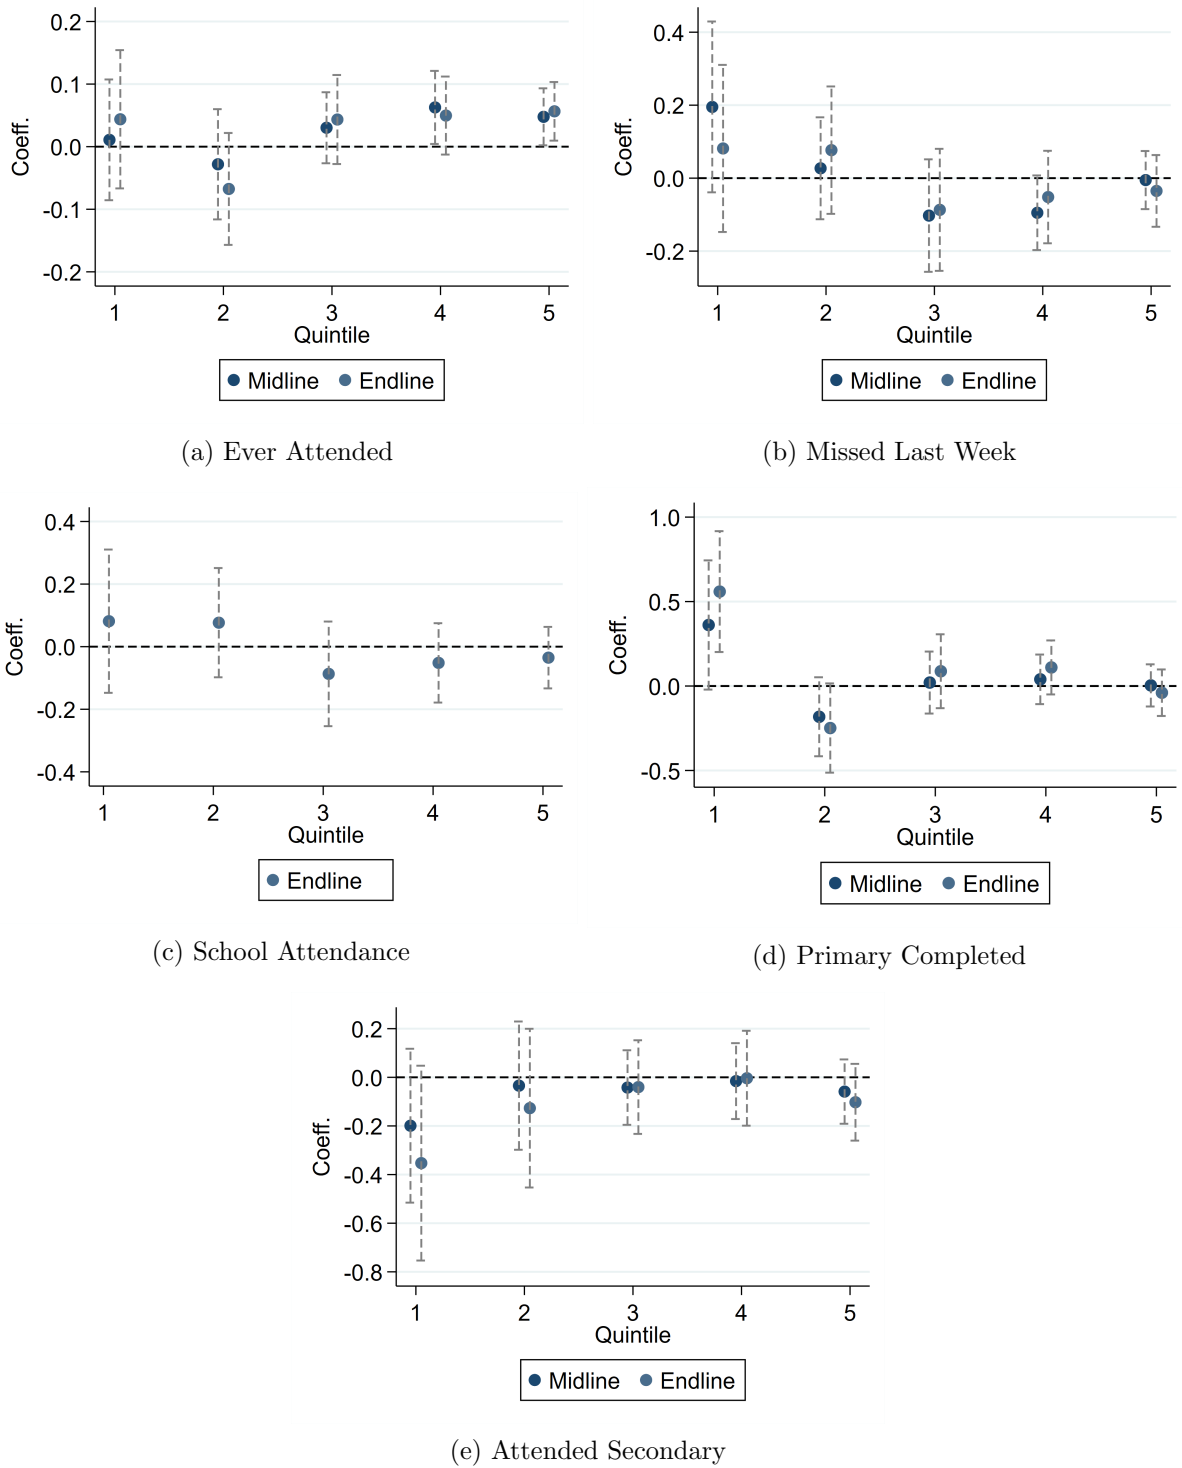 0.2
0.1
0.0
-0.1
-0.2
Coeff.
1 2 3 4 5
Quintile
Midline Endline
(a) Ever Attended
0.4
0.2
0.0
-0.2
Coeff.
1 2 3 4 5
Quintile
Midline Endline
(b) Missed Last Week
0.4
0.2
0.0
-0.2
-0.4
Coeff.
1 2 3 4 5
Quintile
Endline
(c) School Attendance
1.0
0.5
0.0
-0.5
Coeff.
1 2 3 4 5
Quintile
Midline Endline
(d) Primary Completed
0.2
0.0
-0.2
-0.4
-0.6
-0.8
Coeff.
1 2 3 4 5
Quintile
Midline Endline
(e) Attended Secondary